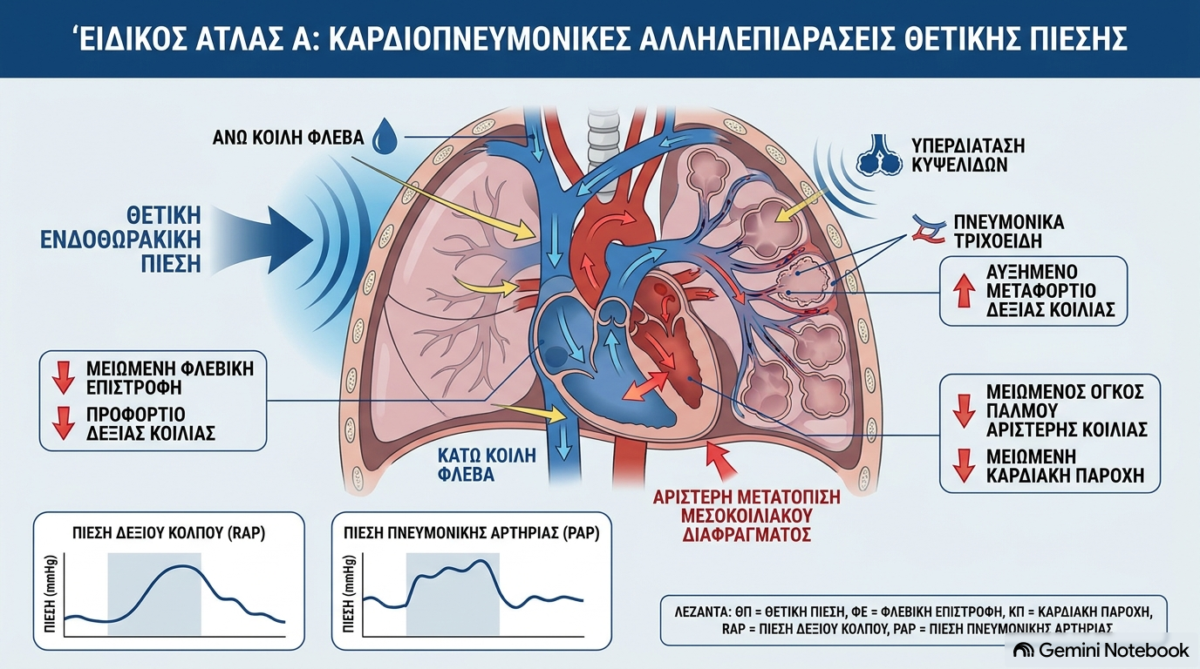 ‘ΕΙΔΙΚΟΣ ΑΤΛΑΣ Α: ΚΑΡΔΙΟΠΝΕΥΜΟΝΙΚΕΣ ΑΛΛΗΛΕΠΙΔΡΑΣΕΙΣ ΘΕΤΙΚΗΣ ΠΙΕΣΗΣ
ΑΝΩ ΚΟΙΛΗ ΦΛΕΒΑ
ΘΕΤΙΚΗ
ΕΝΔΟΘΩΡΑΚΙΚΗ
ΠΙΕΣΗ
ΥΠΕΡΔΙΑΤΑΣΗ
ΚΥΨΕΛΙΔΩΝ
ΠΝΕΥΜΟΝΙΚΑ
ΤΡΙΧΟΕΙΔΗ
ΑΥΞΗΜΕΝΟ
ΜΕΤΑΦΟΡΤΙΟ
ΔΕΞΙΑΣ ΚΟΙΛΙΑΣ
ΜΕΙΩΜΕΝΗ ΦΛΕΒΙΚΗ
ΕΠΙΣΤΡΟΦΗ
ΠΡΟΦΟΡΤΙΟ
ΔΕΞΙΑΣ ΚΟΙΛΙΑΣ
ΜΕΙΩΜΕΝΟΣ ΟΓΚΟΣ
ΠΑΛΜΟΥ
ΑΡΙΣΤΕΡΗΣ ΚΟΙΛΙΑΣ
ΜΕΙΩΜΕΝΗ
ΚΑΡΔΙΑΚΗ ΠΑΡΟΧΗ
ΚΑΤΩ ΚΟΙΛΗ
ΦΛΕΒΑ
ΑΡΙΣΤΕΡΗ ΜΕΤΑΤΟΠΙΣΗ
ΜΕΣΟΚΟΙΛΙΑΚΟΥ
ΔΙΑΦΡΑΓΜΑΤΟΣ
ΠΙΕΣΗ ΔΕΞΙΟΥ ΚΟΛΠΟΥ (RAP)
ΠΙΕΣΗ (mmHg)
ΠΙΕΣΗ ΠΝΕΥΜΟΝΙΚΗΣ ΑΡΤΗΡΙΑΣ (PAP)
ΠΙΕΣΗ (mmHg)
ΛΕΖΑΝΤΑ: ΘΠ = ΘΕΤΙΚΗ ΠΙΕΣΗ, ΦΕ = ΦΛΕΒΙΚΗ ΕΠΙΣΤΡΟΦΗ, ΚΠ = ΚΑΡΔΙΑΚΗ ΠΑΡΟΧΗ,
RAP = ΠΙΕΣΗ ΔΕΞΙΟΥ ΚΟΛΠΟΥ, PAP = ΠΙΕΣΗ ΠΝΕΥΜΟΝΙΚΗΣ ΑΡΤΗΡΙΑΣ
Gemini Notebook